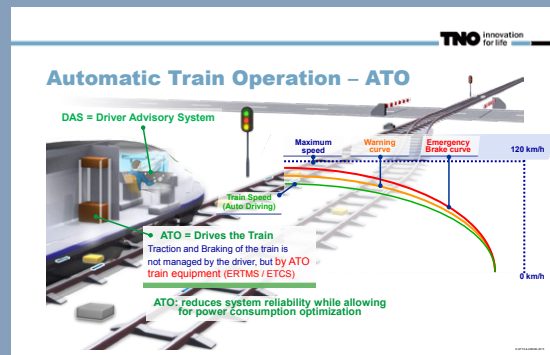 TNO innovation
for life
Automatic Train Operation – ATO
DAS = Driver Advisory System
Maximum
speed
Warning
curve
Emergency
Brake curve
120 km/h
Train Speed
(Auto Driving)
ATO = Drives the Train
Traction and Braking of the train is
not managed by the driver, but by ATO
train equipment (ERTMS / ETCS)
0 km/h
ATO: reduces system reliability while allowing
for power consumption optimization